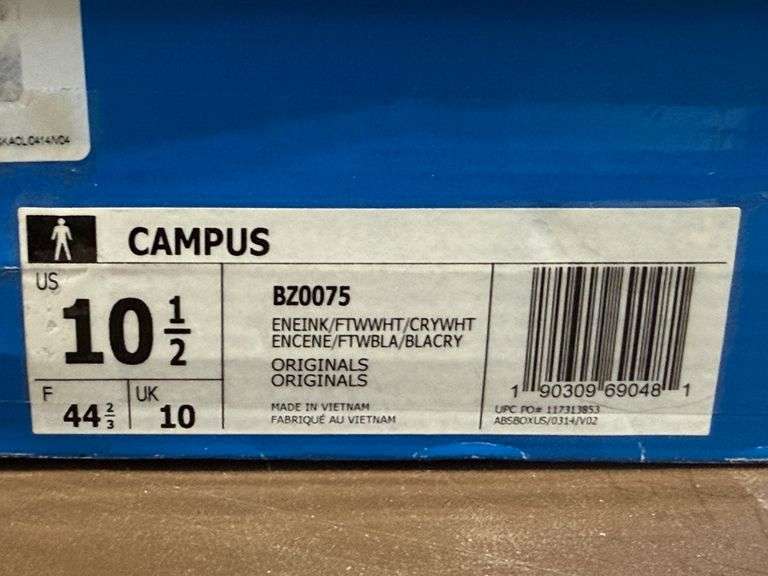 CAMPUS
US
10 1/2
F
44 2/3
UK
10
BZ0075
ENEINK/FTWWHT/CRYWHT
ENCENE/FTWBLA/BLACRY
ORIGINALS
ORIGINALS
MADE IN VIETNAM
FABRIQUÉ AU VIETNAM
1 90309 69048 1
UPC PO# 117313853
ABSBOXUS/0314/V02